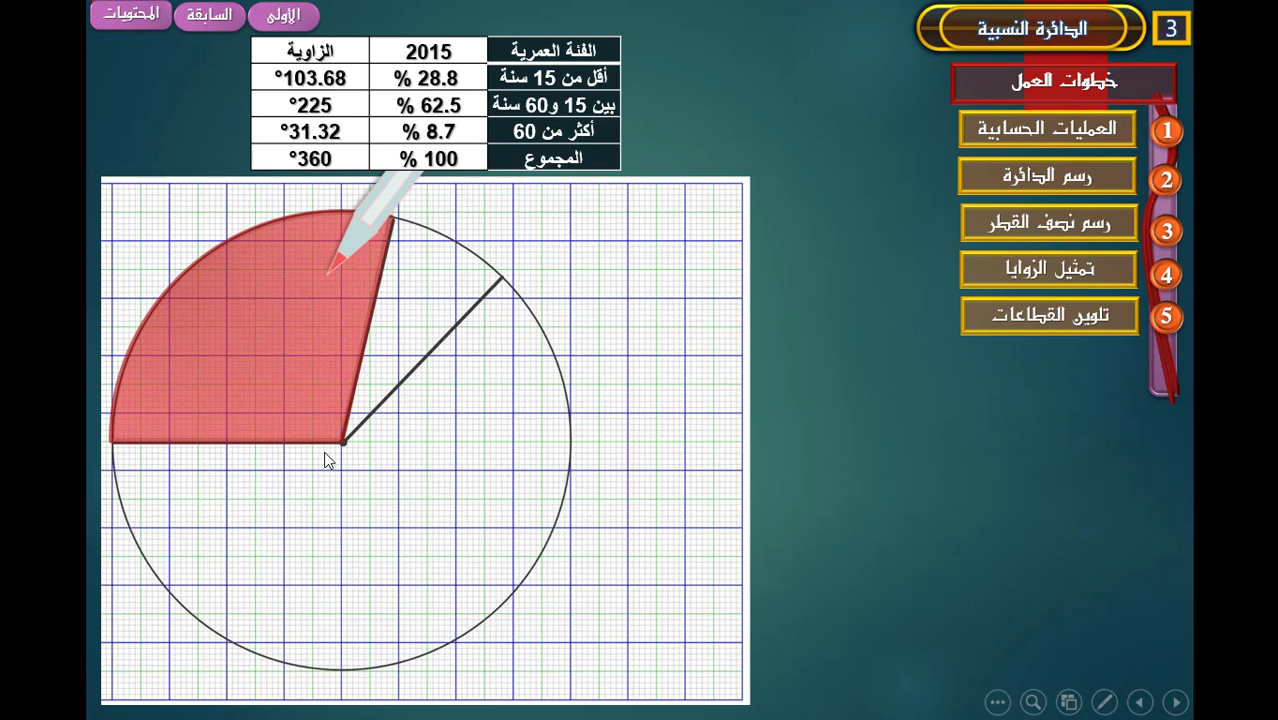 الدائرة النسبية
3
خطوات العمل
1 العمليات الحسابية
2 رسم الدائرة
3 رسم نصف القطر
4 تمثيل الزوايا
5 تلوين القطاعات
الأولى
السابقة
المحتويات
الفئة العمرية 2015 الزاوية
أقل من 15 سنة 28.8 % 103.68°
بين 15 و60 سنة 62.5 % 225°
أكثر من 60 8.7 % 31.32°
المجموع 100 % 360°